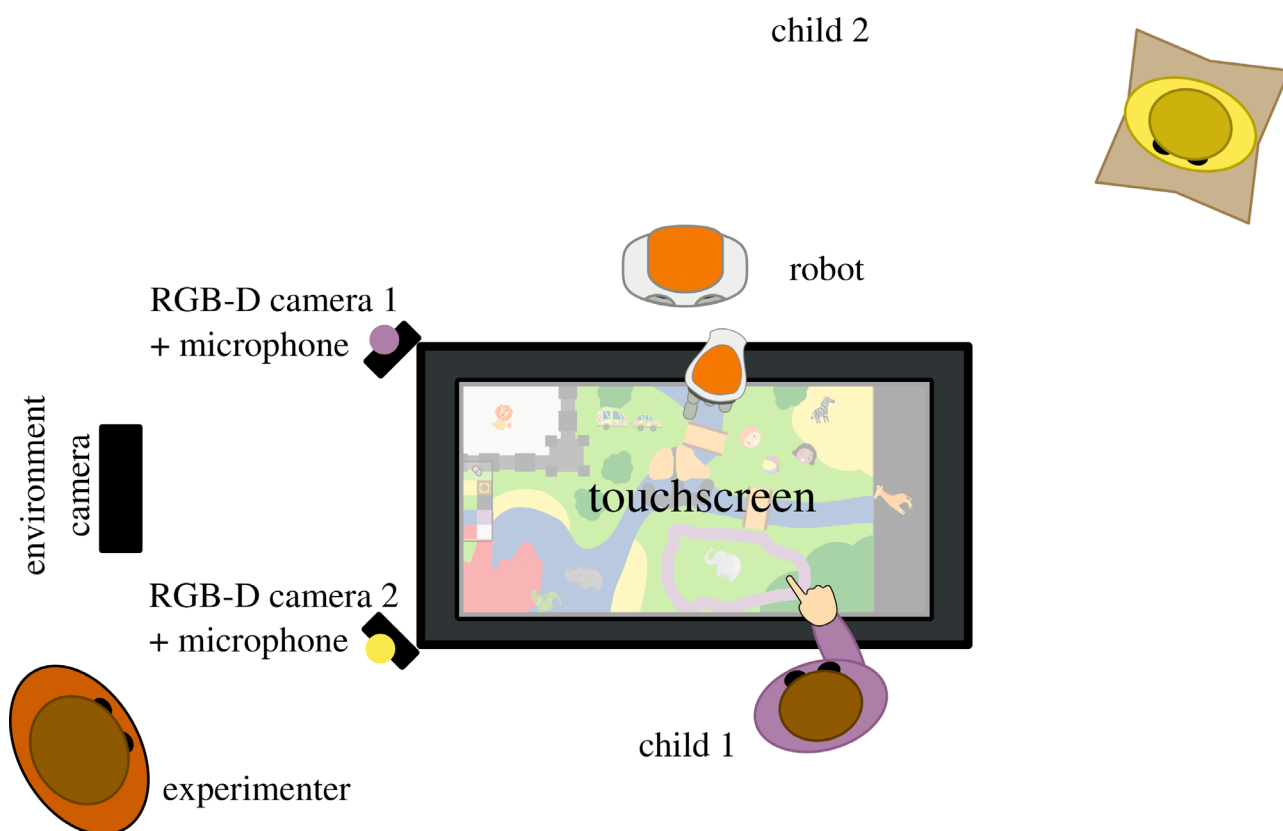 child 2
robot
RGB-D camera 1
+ microphone
environment
camera
touchscreen
RGB-D camera 2
+ microphone
child 1
experimenter